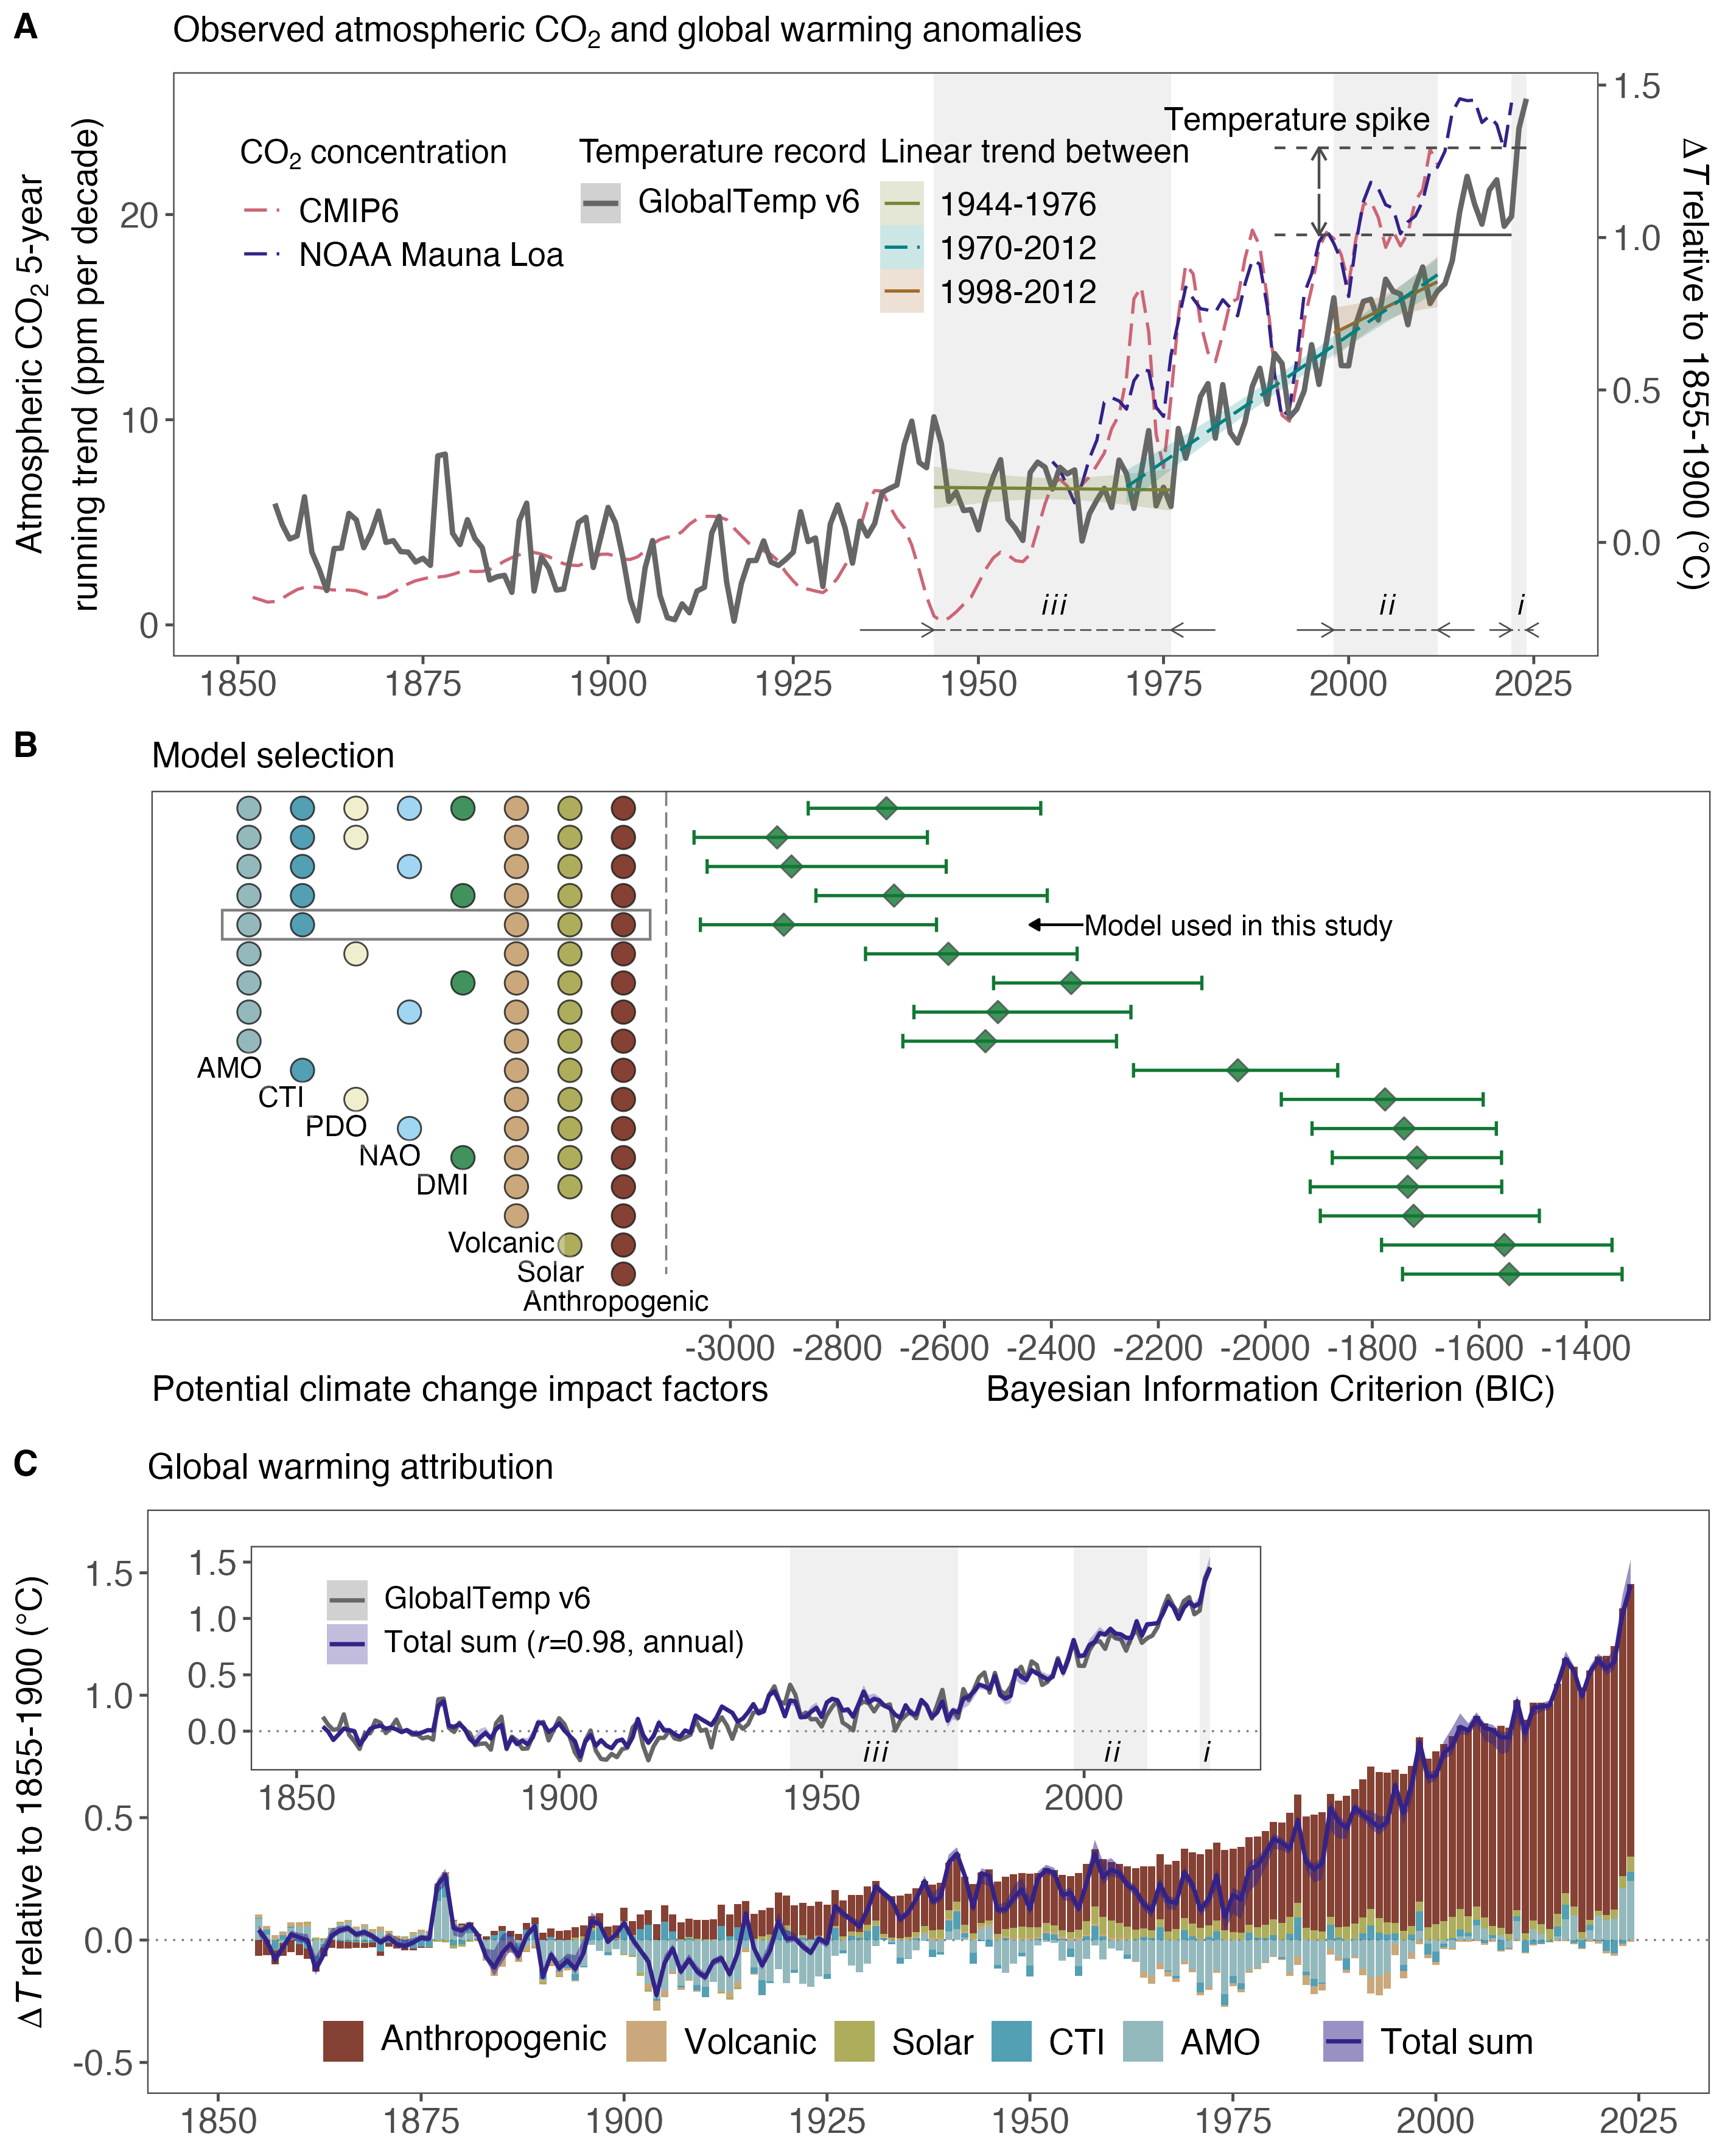 A
Observed atmospheric CO2 and global warming anomalies
Atmospheric CO2 5-year
running trend (ppm per decade)
CO2 concentration
CMIP6
NOAA Mauna Loa
Temperature record
GlobalTemp v6
Linear trend between
1944-1976
1970-2012
1998-2012
Temperature spike
20
10
0
1.5
1.0
0.5
0.0
ΔT relative to 1855-1900 (°C)
iii
ii
i
1850 1875 1900 1925 1950 1975 2000 2025
B
Model selection
Model used in this study
AMO
CTI
PDO
NAO
DMI
Volcanic
Solar
Anthropogenic
-3000 -2800 -2600 -2400 -2200 -2000 -1800 -1600 -1400
Potential climate change impact factors
Bayesian Information Criterion (BIC)
C
Global warming attribution
ΔT relative to 1855-1900 (°C)
1.5
1.0
0.5
0.0
-0.5
1.5
1.0
0.5
0.0
GlobalTemp v6
Total sum (r=0.98, annual)
iii
ii
i
1850 1900 1950 2000
Anthropogenic Volcanic Solar CTI AMO Total sum
1850 1875 1900 1925 1950 1975 2000 2025